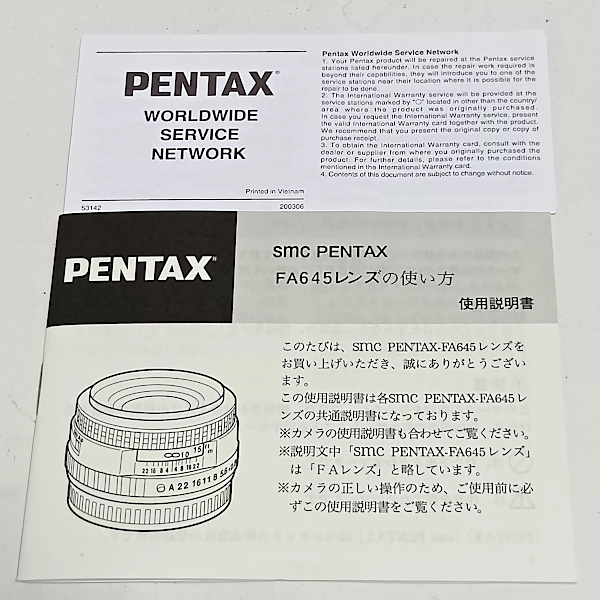 PENTAX®
WORLDWIDE
SERVICE
NETWORK
Printed in Vietnam
53142
200306
Pentax Worldwide Service Network
1. Your Pentax product will be repaired at the Pentax service
stations listed hereunder. In case the repair work required is
beyond their capabilities, they will introduce you to one of the
service stations near their location where it is possible for the
repair to be done.
2. The International Warranty service will be provided at the
service stations marked by "○" located in other than the country/
area where the product was originally purchased.
In case you request the International Warranty service, present
the valid International Warranty card together with the product.
We recommend that you present the original copy or copy of
purchase receipt.
3. To obtain the International Warranty card, consult with the
dealer or supplier from where you originally purchased the
product. For further details, please refer to the conditions
mentioned in the International Warranty card.
4. Contents of this document are subject to change without notice.
PENTAX®
smc PENTAX
FA645レンズの使い方
使用説明書
このたびは、smc PENTAX-FA645レンズを
お買い上げいただき、誠にありがとうござい
ます。
この使用説明書は各smc PENTAX-FA645レ
ンズの共通説明書になっております。
※カメラの使用説明書も合わせてご覧ください。
※説明文中「smc PENTAX-FA645レンズ」
は「FAレンズ」と略しています。
※カメラの正しい操作のため、ご使用前に必
ずこの使用説明書をご覧ください。
∞ 10 15 ft m
22 16 8 4 4 8 16 22
A 22 16 11 8 5.6